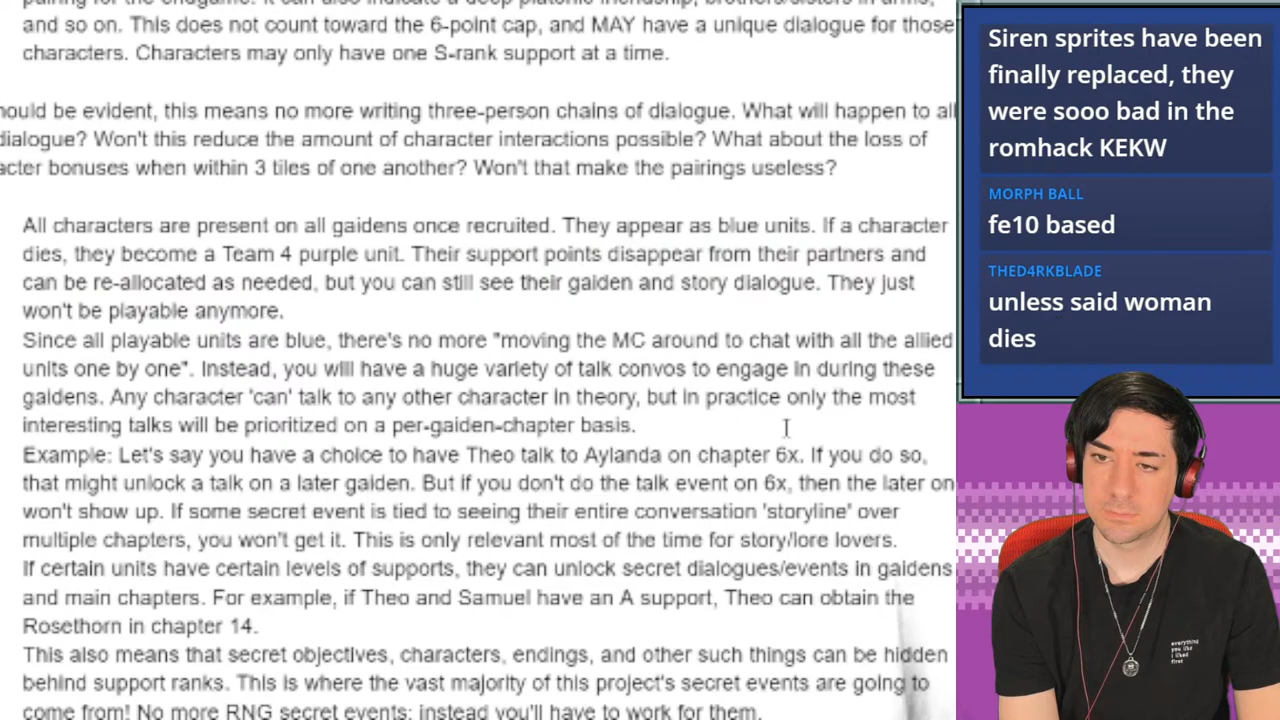 pairing for the endgame. It can also indicate a deep platonic friendship, brothers/sisters in arms,
and so on. This does not count toward the 6-point cap, and MAY have a unique dialogue for those
characters. Characters may only have one S-rank support at a time.
hould be evident, this means no more writing three-person chains of dialogue. What will happen to all
dialogue? Won't this reduce the amount of character interactions possible? What about the loss of
acter bonuses when within 3 tiles of one another? Won't that make the pairings useless?
All characters are present on all gaidens once recruited. They appear as blue units. If a character
dies, they become a Team 4 purple unit. Their support points disappear from their partners and
can be re-allocated as needed, but you can still see their gaiden and story dialogue. They just
won't be playable anymore.
Since all playable units are blue, there's no more "moving the MC around to chat with all the allied
units one by one". Instead, you will have a huge variety of talk convos to engage in during these
gaidens. Any character 'can' talk to any other character in theory, but in practice only the most
interesting talks will be prioritized on a per-gaiden-chapter basis.
Example: Let's say you have a choice to have Theo talk to Aylanda on chapter 6x. If you do so,
that might unlock a talk on a later gaiden. But if you don't do the talk event on 6x, then the later on
won't show up. If some secret event is tied to seeing their entire conversation 'storyline' over
multiple chapters, you won't get it. This is only relevant most of the time for story/lore lovers.
If certain units have certain levels of supports, they can unlock secret dialogues/events in gaidens
and main chapters. For example, if Theo and Samuel have an A support, Theo can obtain the
Rosethorn in chapter 14.
This also means that secret objectives, characters, endings, and other such things can be hidden
behind support ranks. This is where the vast majority of this project's secret events are going to
come from! No more RNG secret events; instead you'll have to work for them.
Siren sprites have been
finally replaced, they
were sooo bad in the
romhack KEKW
MORPH BALL
fe10 based
THED4RKBLADE
unless said woman
dies
everything
you like
i liked
first